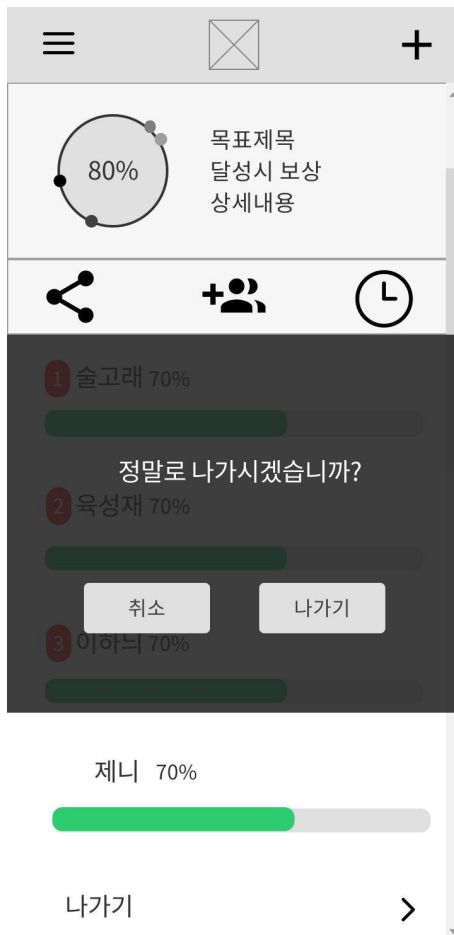 80%
목표제목
달성시 보상
상세내용
1 술고래 70%
정말로 나가시겠습니까?
2 육성재 70%
취소
나가기
3 이하늬 70%
제니 70%
나가기